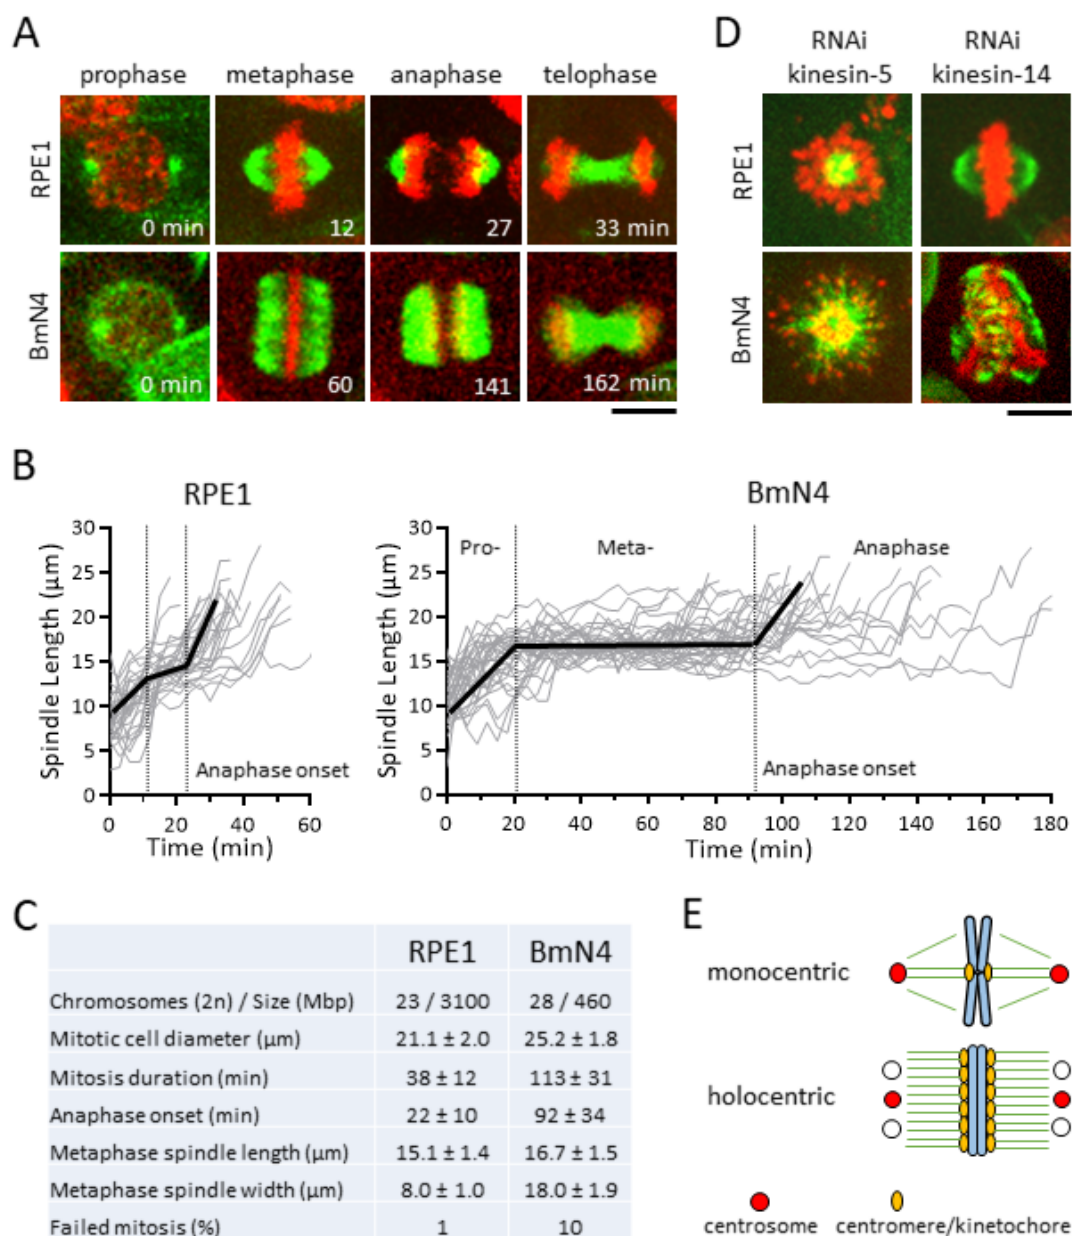 A
prophase metaphase anaphase telophase
RPE1
0 min 12 27 33 min
BmN4
0 min 60 141 162 min
D
RNAi RNAi
kinesin-5 kinesin-14
RPE1
BmN4
B
RPE1
Spindle Length (μm)
30
25
20
15
10
5
0
Anaphase onset
0 20 40 60
Time (min)
BmN4
Spindle Length (μm)
30
25
20
15
10
5
0
Pro- Meta- Anaphase
Anaphase onset
0 20 40 60 80 100 120 140 160 180
Time (min)
C
RPE1 BmN4
Chromosomes (2n) / Size (Mbp) 23 / 3100 28 / 460
Mitotic cell diameter (μm) 21.1 ± 2.0 25.2 ± 1.8
Mitosis duration (min) 38 ± 12 113 ± 31
Anaphase onset (min) 22 ± 10 92 ± 34
Metaphase spindle length (μm) 15.1 ± 1.4 16.7 ± 1.5
Metaphase spindle width (μm) 8.0 ± 1.0 18.0 ± 1.9
Failed mitosis (%) 1 10
E
monocentric
holocentric
centrosome centromere/kinetochore